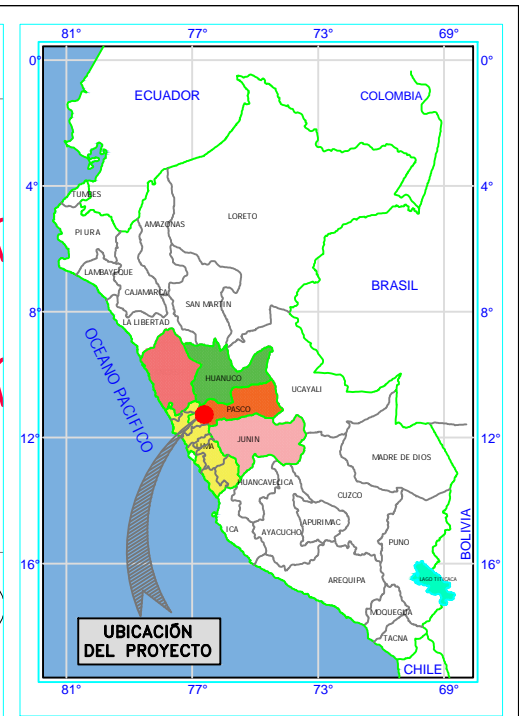 81° 77° 73° 69°
0° 0°
ECUADOR COLOMBIA
4° 4°
TUMBES
LORETO
AMAZONAS
PIURA
LAMBAYEQUE
BRASIL
CAJAMARCA
SAN MARTIN
8° 8°
LA LIBERTAD
OCEANO PACIFICO
HUANUCO
UCAYALI
PASCO
12° 12°
JUNIN
LIMA
MADRE DE DIOS
HUANCAVELICA
CUZCO
ICA
APURIMAC
AYACUCHO
PUNO
BOLIVIA
16° 16°
AREQUIPA
LAGO TITICACA
MOQUEGUA
UBICACIÓN
DEL PROYECTO
TACNA
CHILE
81° 77° 73° 69°